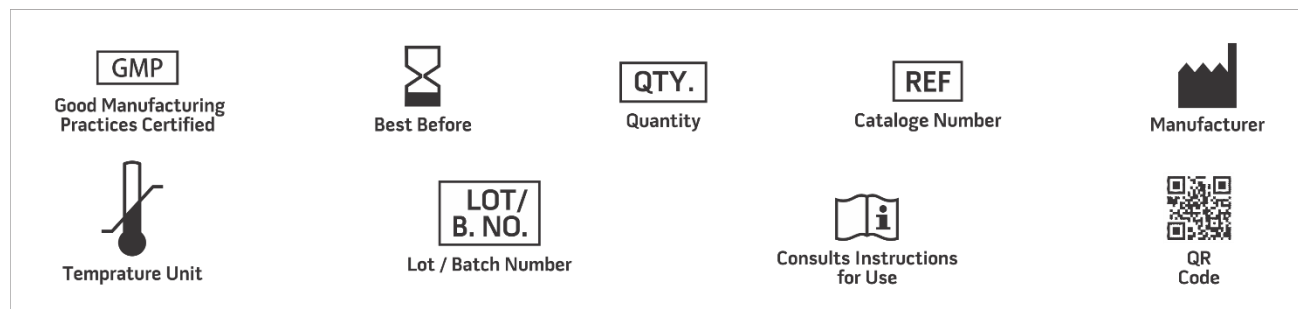 GMP
Good Manufacturing
Practices Certified
Best Before
QTY.
Quantity
REF
Cataloge Number
Manufacturer
Temprature Unit
LOT/
B. NO.
Lot / Batch Number
i
Consults Instructions
for Use
QR
Code